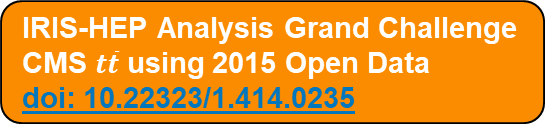 IRIS-HEP Analysis Grand Challenge
CMS tt̄ using 2015 Open Data
doi: 10.22323/1.414.0235